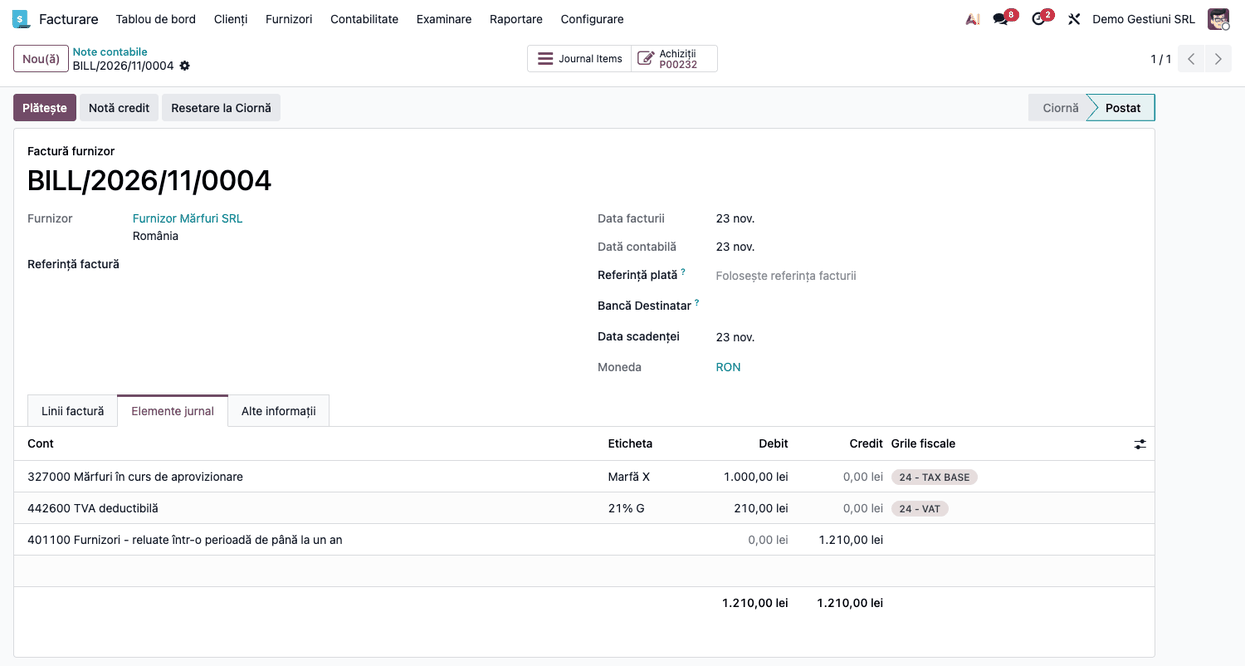 Facturare Tablou de bord Clienți Furnizori Contabilitate Examinare Raportare Configurare 8 2 Demo Gestiuni SRL
Nou(ă) Note contabile Journal Items Achiziții
BILL/2026/11/0004 P00232 1 / 1
Plătește Notă credit Resetare la Ciornă Ciornă Postat
Factură furnizor
BILL/2026/11/0004
Furnizor Furnizor Mărfuri SRL Data facturii 23 nov.
România
Dată contabilă 23 nov.
Referință factură
Referință plată ? Folosește referința facturii
Bancă Destinatar ?
Data scadenței 23 nov.
Moneda RON
Linii factură Elemente jurnal Alte informații
Cont Eticheta Debit Credit Grile fiscale
327000 Mărfuri în curs de aprovizionare Marfă X 1.000,00 lei 0,00 lei 24 - TAX BASE
442600 TVA deductibilă 21% G 210,00 lei 0,00 lei 24 - VAT
401100 Furnizori - reluate într-o perioadă de până la un an 0,00 lei 1.210,00 lei
1.210,00 lei 1.210,00 lei